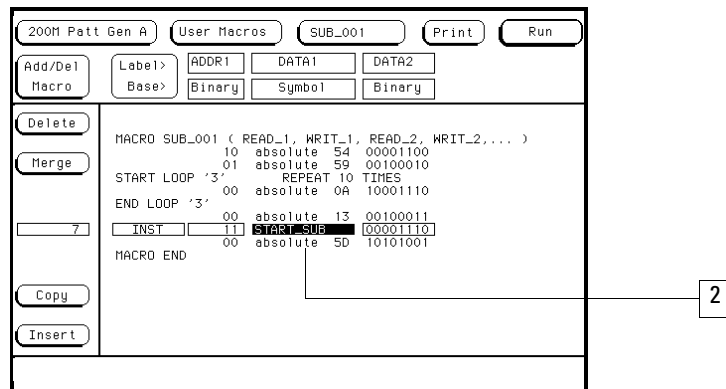 200M Patt Gen A User Macros SUB_001 Print Run
Add/Del Macro
Label> ADDR1 DATA1 DATA2
Base> Binary Symbol Binary
Delete
MACRO SUB_001 ( READ_1, WRIT_1, READ_2, WRIT_2,... )
10 absolute 54 00001100
Merge
01 absolute 59 00100010
START LOOP '3' REPEAT 10 TIMES
00 absolute 0A 10001110
END LOOP '3'
00 absolute 13 00100011
7 INST 11 START_SUB 00001110
00 absolute 5D 10101001
MACRO END
Copy
2
Insert